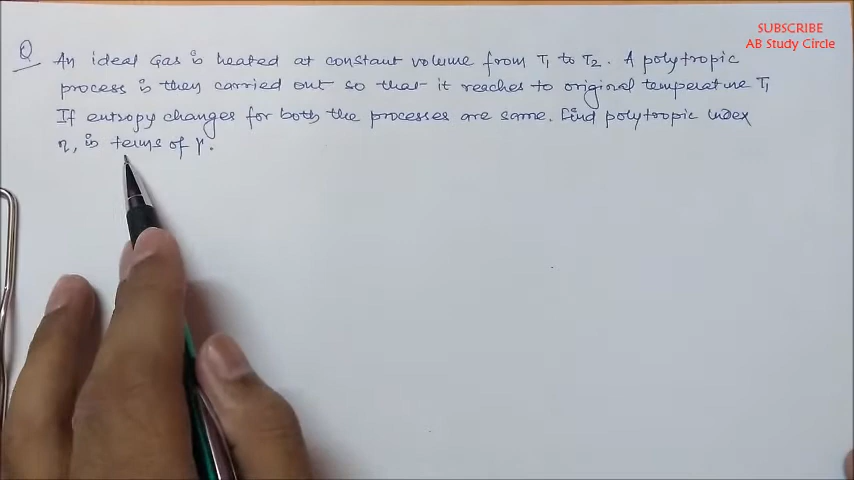 SUBSCRIBE
AB Study Circle
Q An ideal Gas is heated at constant volume from T1 to T2. A polytropic
process is then carried out so that it reaches to original temperature T1
If entropy changes for both the processes are same. Find polytropic index
n, in terms of γ.